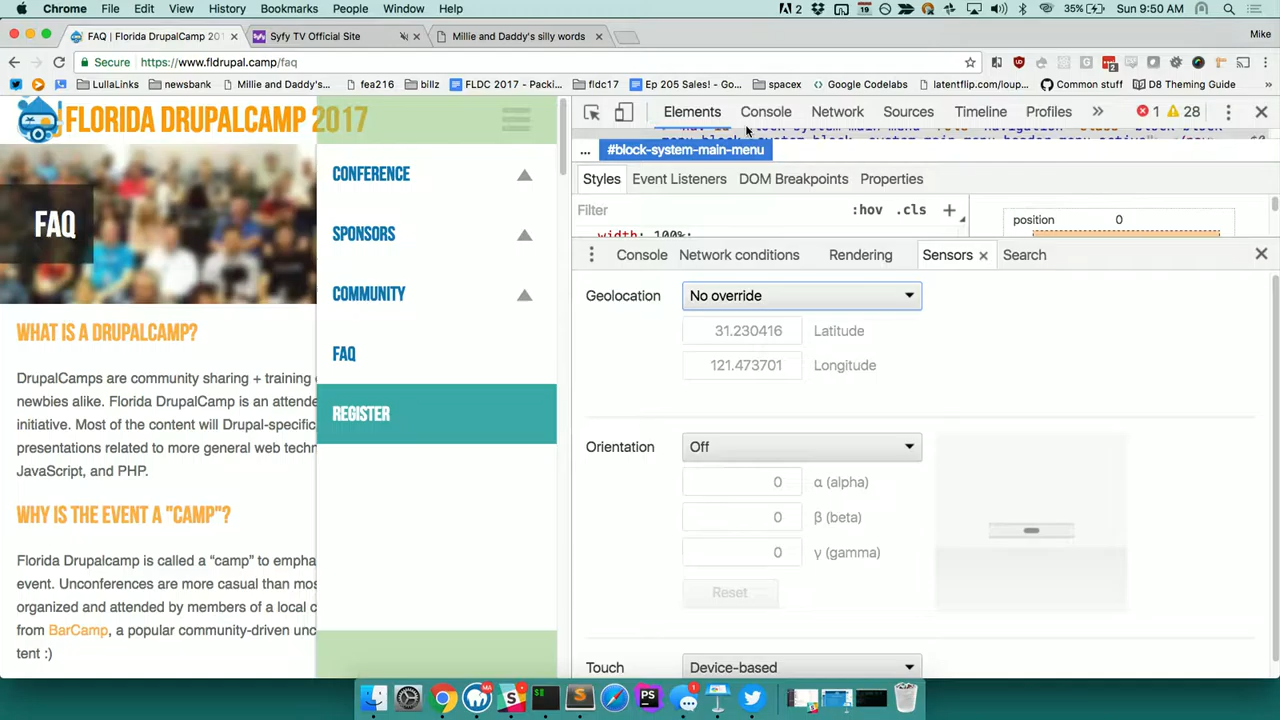 Chrome File Edit View History Bookmarks People Window Help
2 19 35% Sun 9:50 AM
FAQ | Florida DrupalCamp 201 Syfy TV Official Site Millie and Daddy's silly words Mike
Secure https://www.fldrupal.camp/faq
LullaLinks newsbank Millie and Daddy's fea216 billz FLDC 2017 - Packi... fldc17 Ep 205 Sales! - Go... spacex Google Codelabs latentflip.com/loup... Common stuff D8 Theming Guide
FLORIDA DRUPALCAMP 2017
FAQ
WHAT IS A DRUPALCAMP?
DrupalCamps are community sharing + training
newbies alike. Florida DrupalCamp is an attende
initiative. Most of the content will Drupal-specific
presentations related to more general web techn
JavaScript, and PHP.
WHY IS THE EVENT A "CAMP"?
Florida Drupalcamp is called a “camp” to empha
event. Unconferences are more casual than mos
organized and attended by members of a local c
from BarCamp, a popular community-driven unc
tent :)
CONFERENCE
SPONSORS
COMMUNITY
FAQ
REGISTER
Elements Console Network Sources Timeline Profiles » 1 28
... #block-system-main-menu
Styles Event Listeners DOM Breakpoints Properties
Filter :hov .cls +
width: 100%;
position 0
Console Network conditions Rendering Sensors Search
Geolocation No override
31.230416 Latitude
121.473701 Longitude
Orientation Off
0 α (alpha)
0 β (beta)
0 γ (gamma)
Reset
Touch Device-based